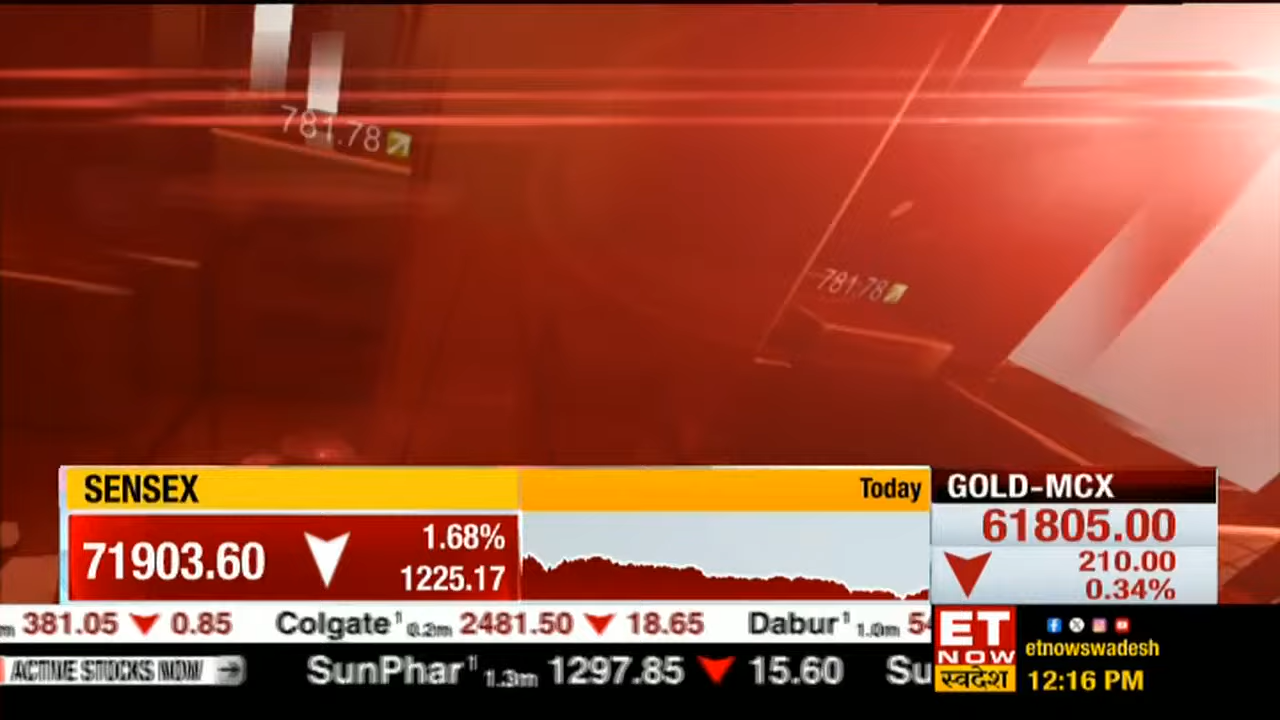 781.78
781.78
SENSEX Today GOLD-MCX
71903.60 1.68% 61805.00
1225.17 210.00
0.34%
381.05 0.85 Colgate 0.2m 2481.50 18.65 Dabur 1.0m 54
ACTIVE STOCKS NOW SunPhar 1.3m 1297.85 15.60 Su
ET NOW स्वदेश
etnowswadesh
12:16 PM